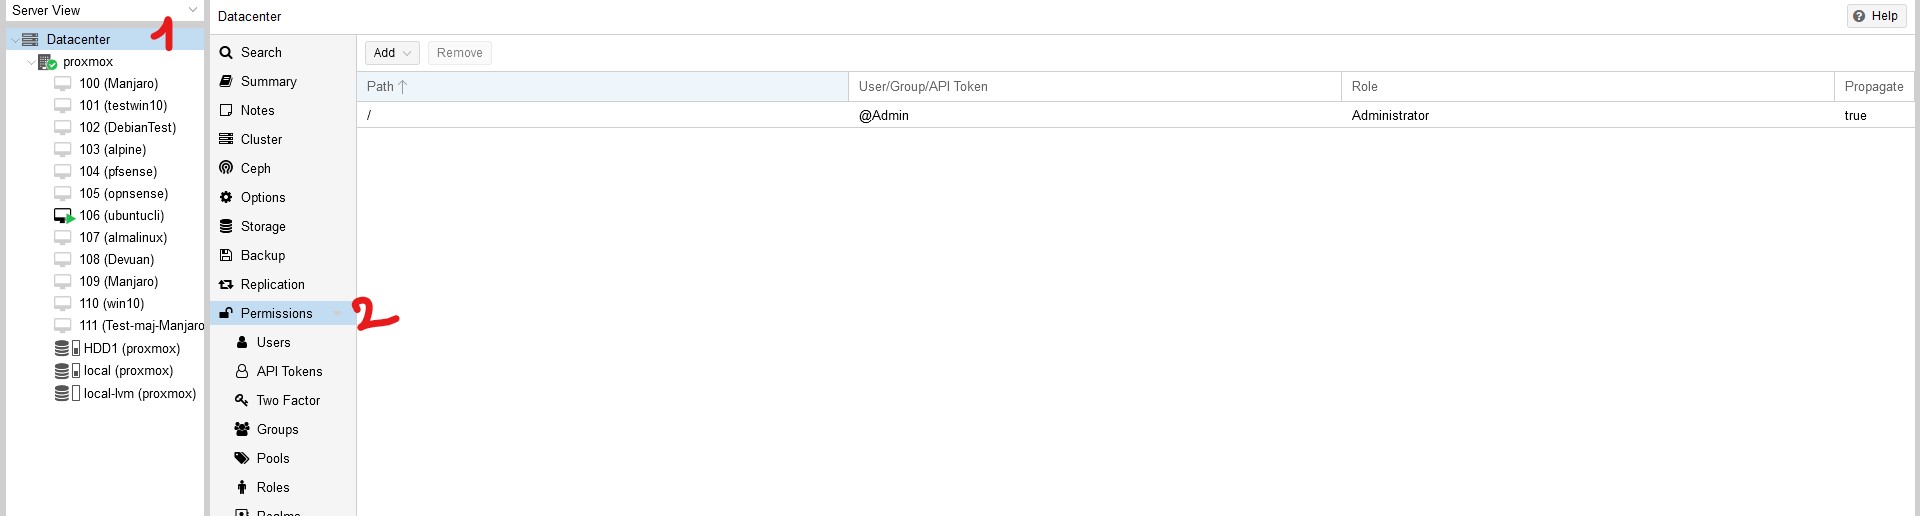 Server View
1
Datacenter
proxmox
100 (Manjaro)
101 (testwin10)
102 (DebianTest)
103 (alpine)
104 (pfsense)
105 (opnsense)
106 (ubuntucli)
107 (almalinux)
108 (Devuan)
109 (Manjaro)
110 (win10)
111 (Test-maj-Manjaro
HDD1 (proxmox)
local (proxmox)
local-lvm (proxmox)
Datacenter
Help
Search
Summary
Notes
Cluster
Ceph
Options
Storage
Backup
Replication
Permissions
2
Users
API Tokens
Two Factor
Groups
Pools
Roles
Realms
Add
Remove
Path User/Group/API Token Role Propagate
/ @Admin Administrator true